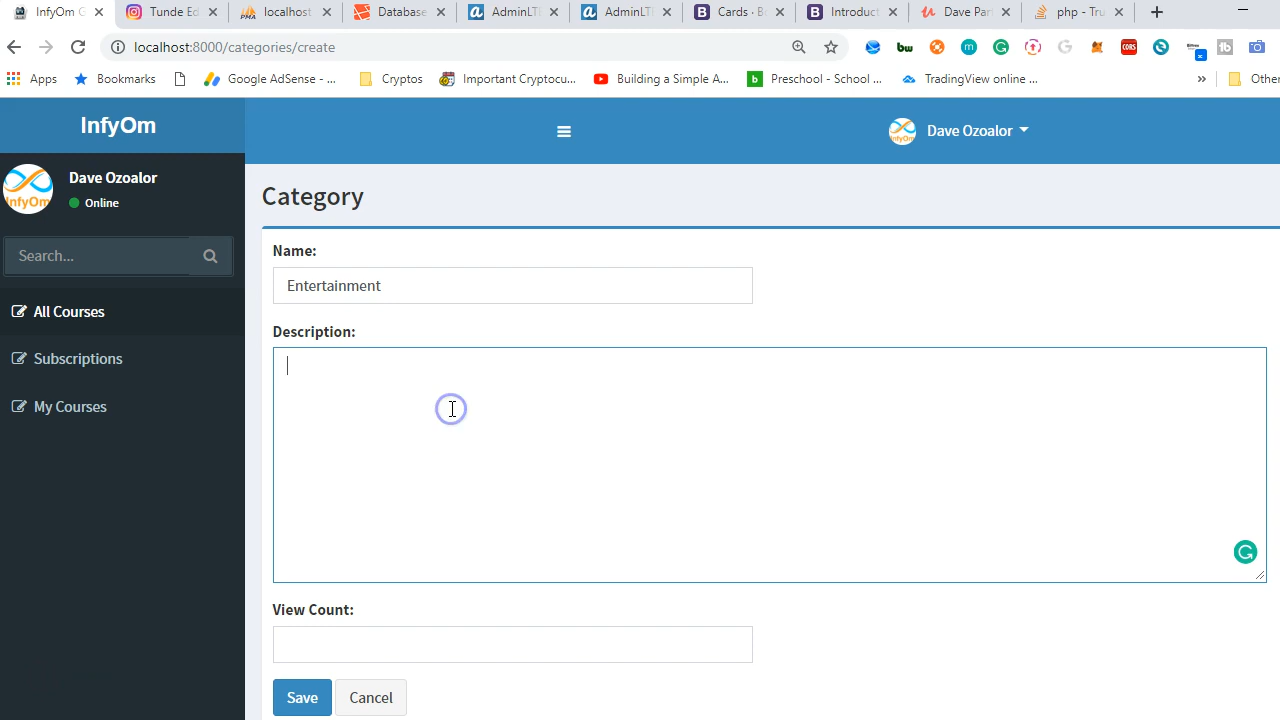 InfyOm G
Tunde Ed
localhost
Database
AdminLT
AdminLT
Cards · Bo
Introduct
Dave Par
php - Tru
localhost:8000/categories/create
Apps
Bookmarks
Google AdSense - ...
Cryptos
Important Cryptocu...
Building a Simple A...
Preschool - School ...
TradingView online ...
»
Other
InfyOm
Dave Ozoalor
Dave Ozoalor
Online
Search...
All Courses
Subscriptions
My Courses
Category
Name:
Entertainment
Description:
View Count:
Save
Cancel